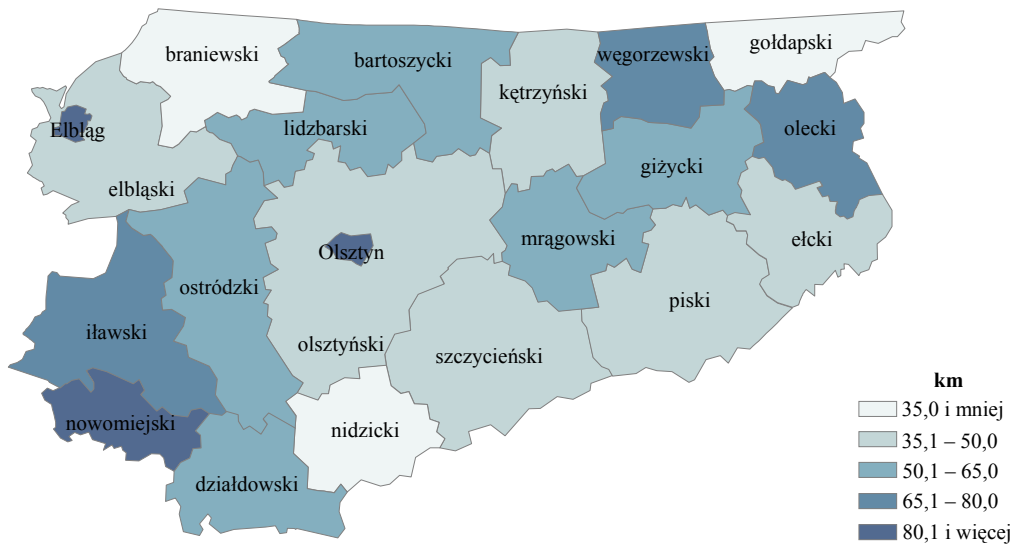 braniewski
bartoszycki
węgorzewski
gołdapski
kętrzyński
Elbląg
lidzbarski
olecki
giżycki
elbląski
Olsztyn
mrągowski
ełcki
ostródzki
piski
iławski
olsztyński
szczycieński
nowomiejski
nidzicki
działdowski
km
35,0 i mniej
35,1 – 50,0
50,1 – 65,0
65,1 – 80,0
80,1 i więcej